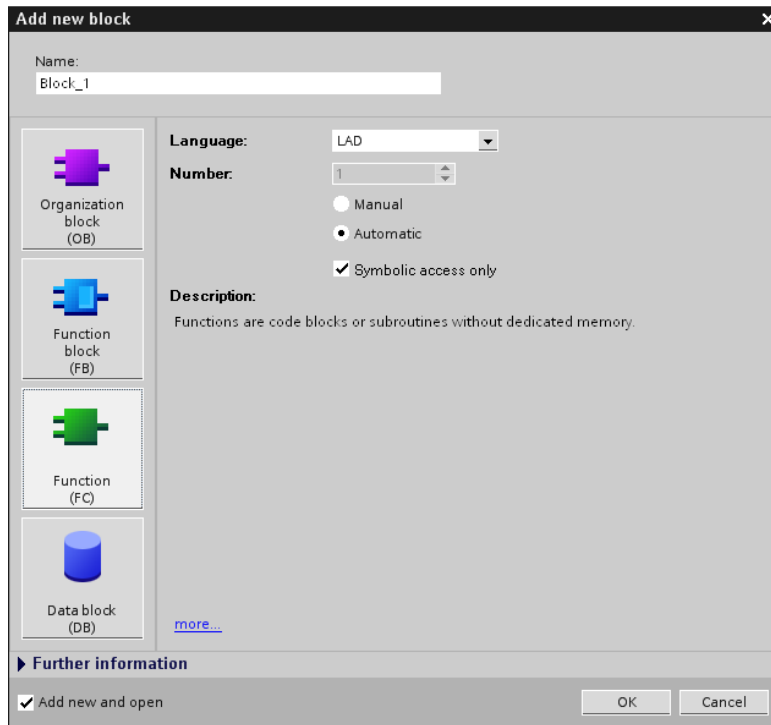 Add new block
Name:
Block_1
Organization
block
(OB)
Function
block
(FB)
Function
(FC)
Data block
(DB)
Language:
LAD
Number:
1
Manual
Automatic
Symbolic access only
Description:
Functions are code blocks or subroutines without dedicated memory.
more...
Further information
Add new and open
OK
Cancel